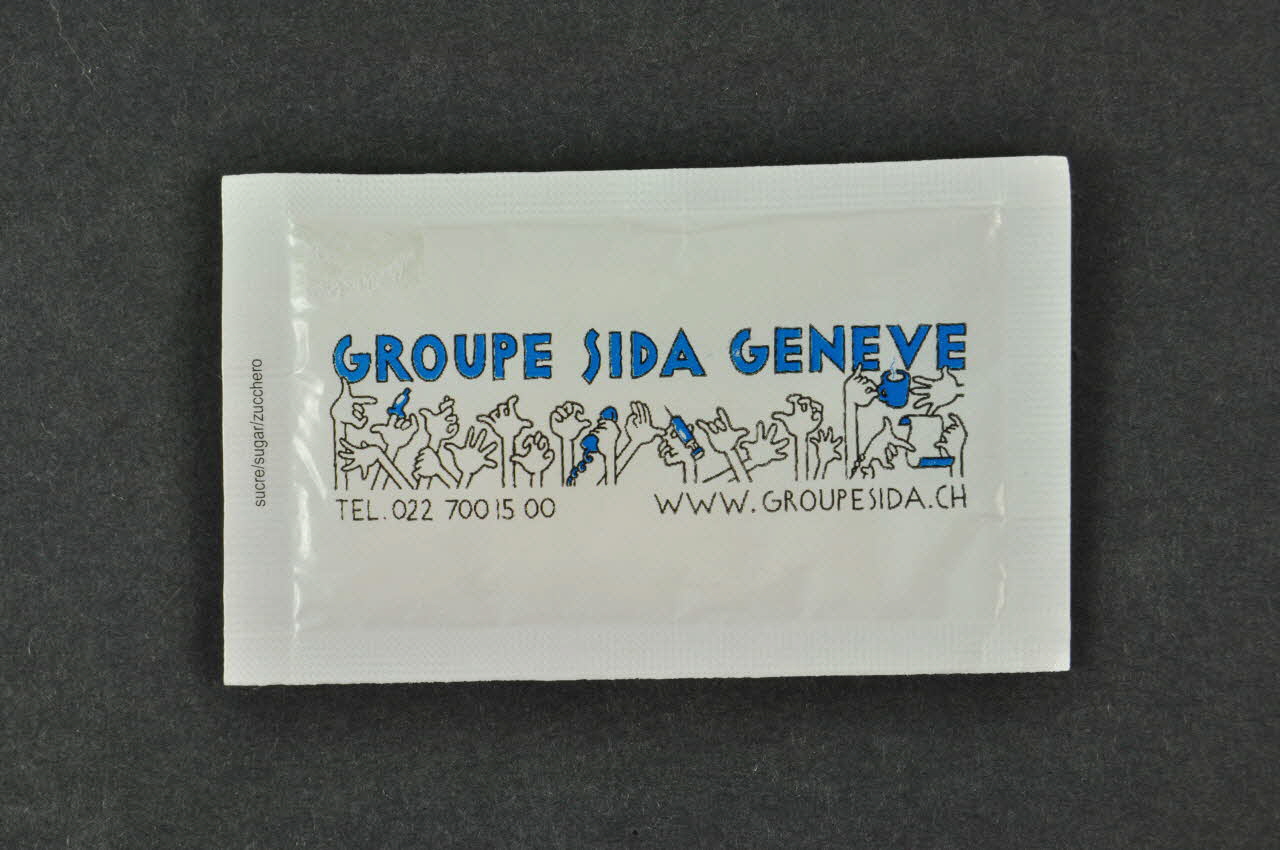 GROUPE SIDA GENEVE
TEL. 022 700 15 00
WWW.GROUPESIDA.CH
sucre/sugar/zucchero